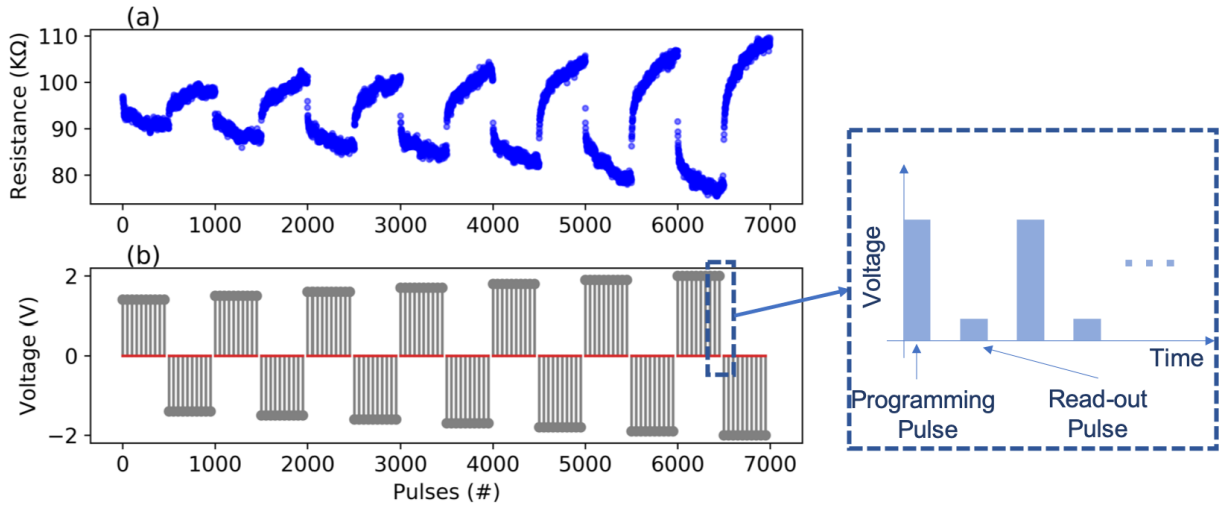 (a)
Resistance (KΩ)
110
100
90
80
0 1000 2000 3000 4000 5000 6000 7000
(b)
Voltage (V)
2
0
−2
0 1000 2000 3000 4000 5000 6000 7000
Pulses (#)
Voltage
Time
Programming
Pulse
Read-out
Pulse